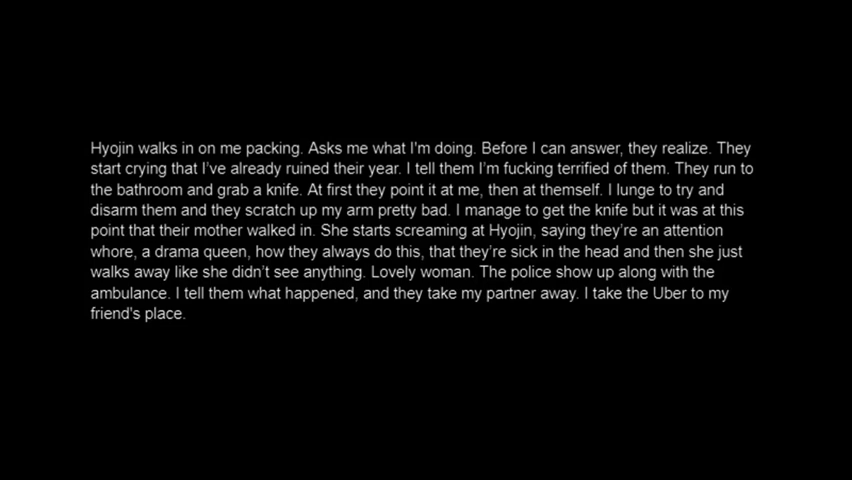 Hyojin walks in on me packing. Asks me what I'm doing. Before I can answer, they realize. They
start crying that I’ve already ruined their year. I tell them I’m fucking terrified of them. They run to
the bathroom and grab a knife. At first they point it at me, then at themself. I lunge to try and
disarm them and they scratch up my arm pretty bad. I manage to get the knife but it was at this
point that their mother walked in. She starts screaming at Hyojin, saying they’re an attention
whore, a drama queen, how they always do this, that they’re sick in the head and then she just
walks away like she didn’t see anything. Lovely woman. The police show up along with the
ambulance. I tell them what happened, and they take my partner away. I take the Uber to my
friend's place.